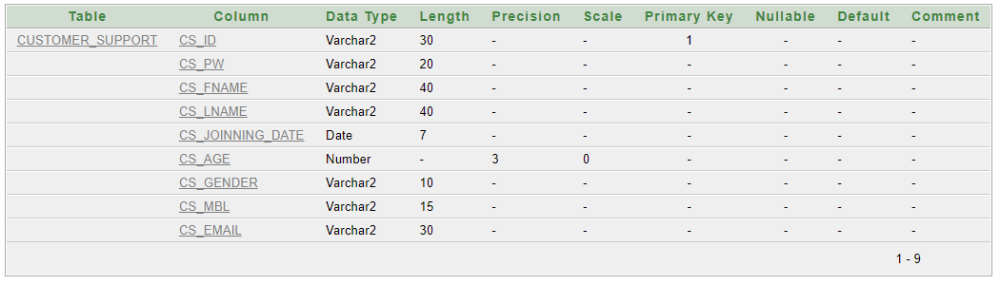 Table Column Data Type Length Precision Scale Primary Key Nullable Default Comment
CUSTOMER_SUPPORT CS_ID Varchar2 30 - - 1 - - -
CS_PW Varchar2 20 - - - - - -
CS_FNAME Varchar2 40 - - - - - -
CS_LNAME Varchar2 40 - - - - - -
CS_JOINNING_DATE Date 7 - - - - - -
CS_AGE Number - 3 0 - - - -
CS_GENDER Varchar2 10 - - - - - -
CS_MBL Varchar2 15 - - - - - -
CS_EMAIL Varchar2 30 - - - - - -
1 - 9